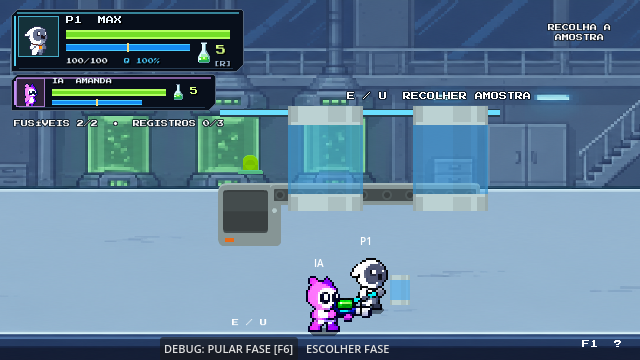 P1 MAX
100/100 Q 100%
5
[R]
IA AMANDA
5
FUSÍVEIS 2/2 • REGISTROS 0/3
RECOLHA A
AMOSTRA
E / U RECOLHER AMOSTRA
P1
IA
E / U
DEBUG: PULAR FASE [F6] ESCOLHER FASE
F1 ?